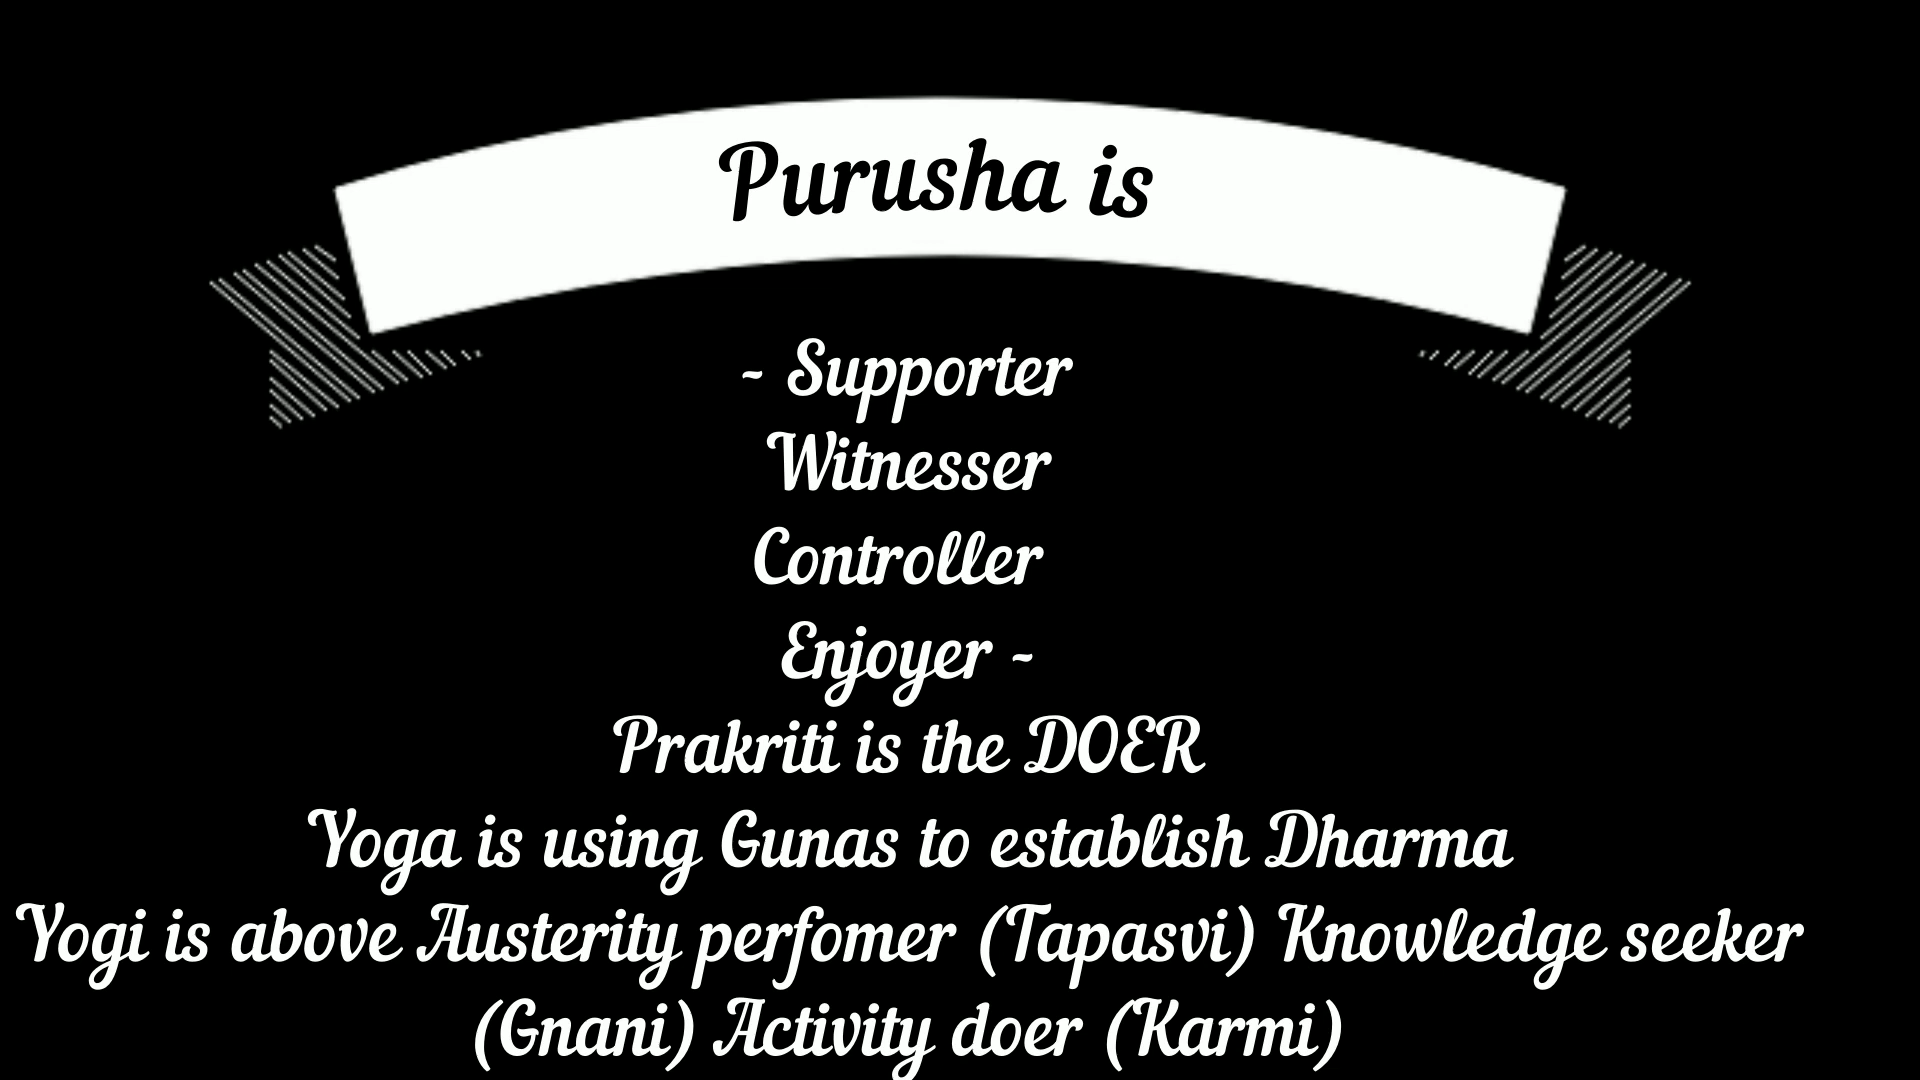 Purusha is
- Supporter
Witnesser
Controller
Enjoyer -
Prakriti is the DOER
Yoga is using Gunas to establish Dharma
Yogi is above Austerity perfomer (Tapasvi) Knowledge seeker
(Gnani) Activity doer (Karmi)